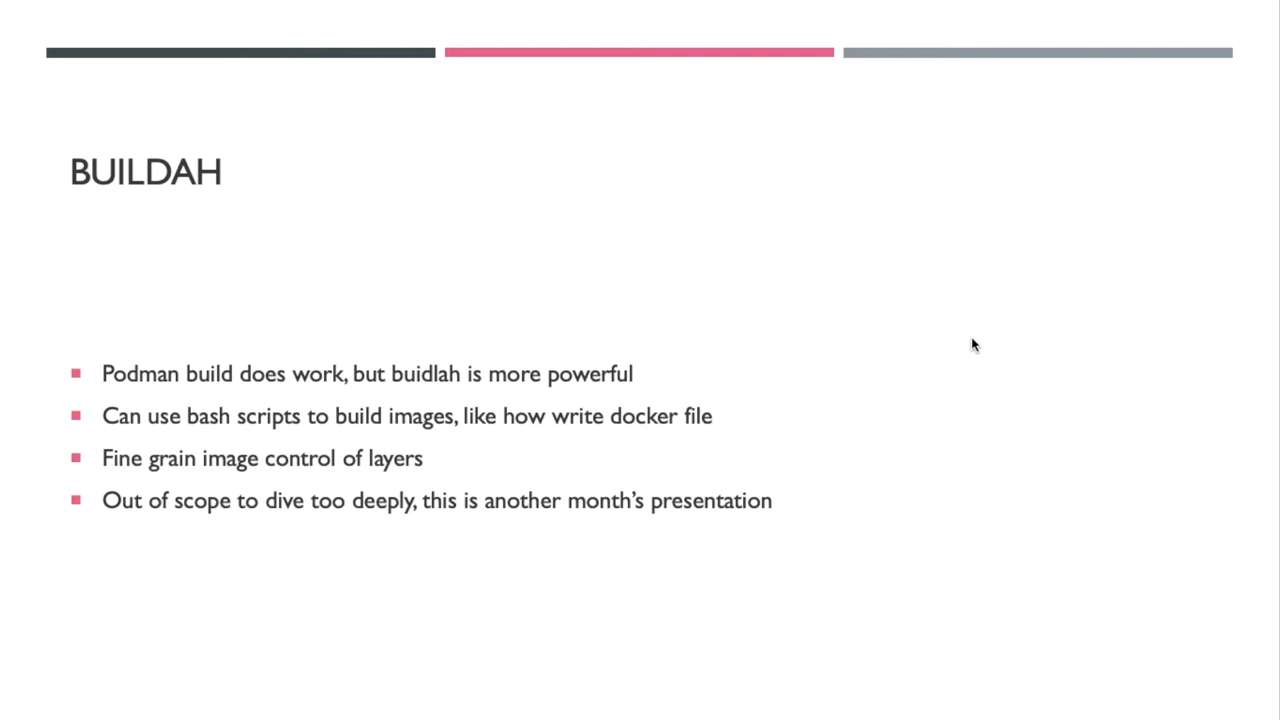 BUILDAH
Podman build does work, but buidlah is more powerful
Can use bash scripts to build images, like how write docker file
Fine grain image control of layers
Out of scope to dive too deeply, this is another month’s presentation